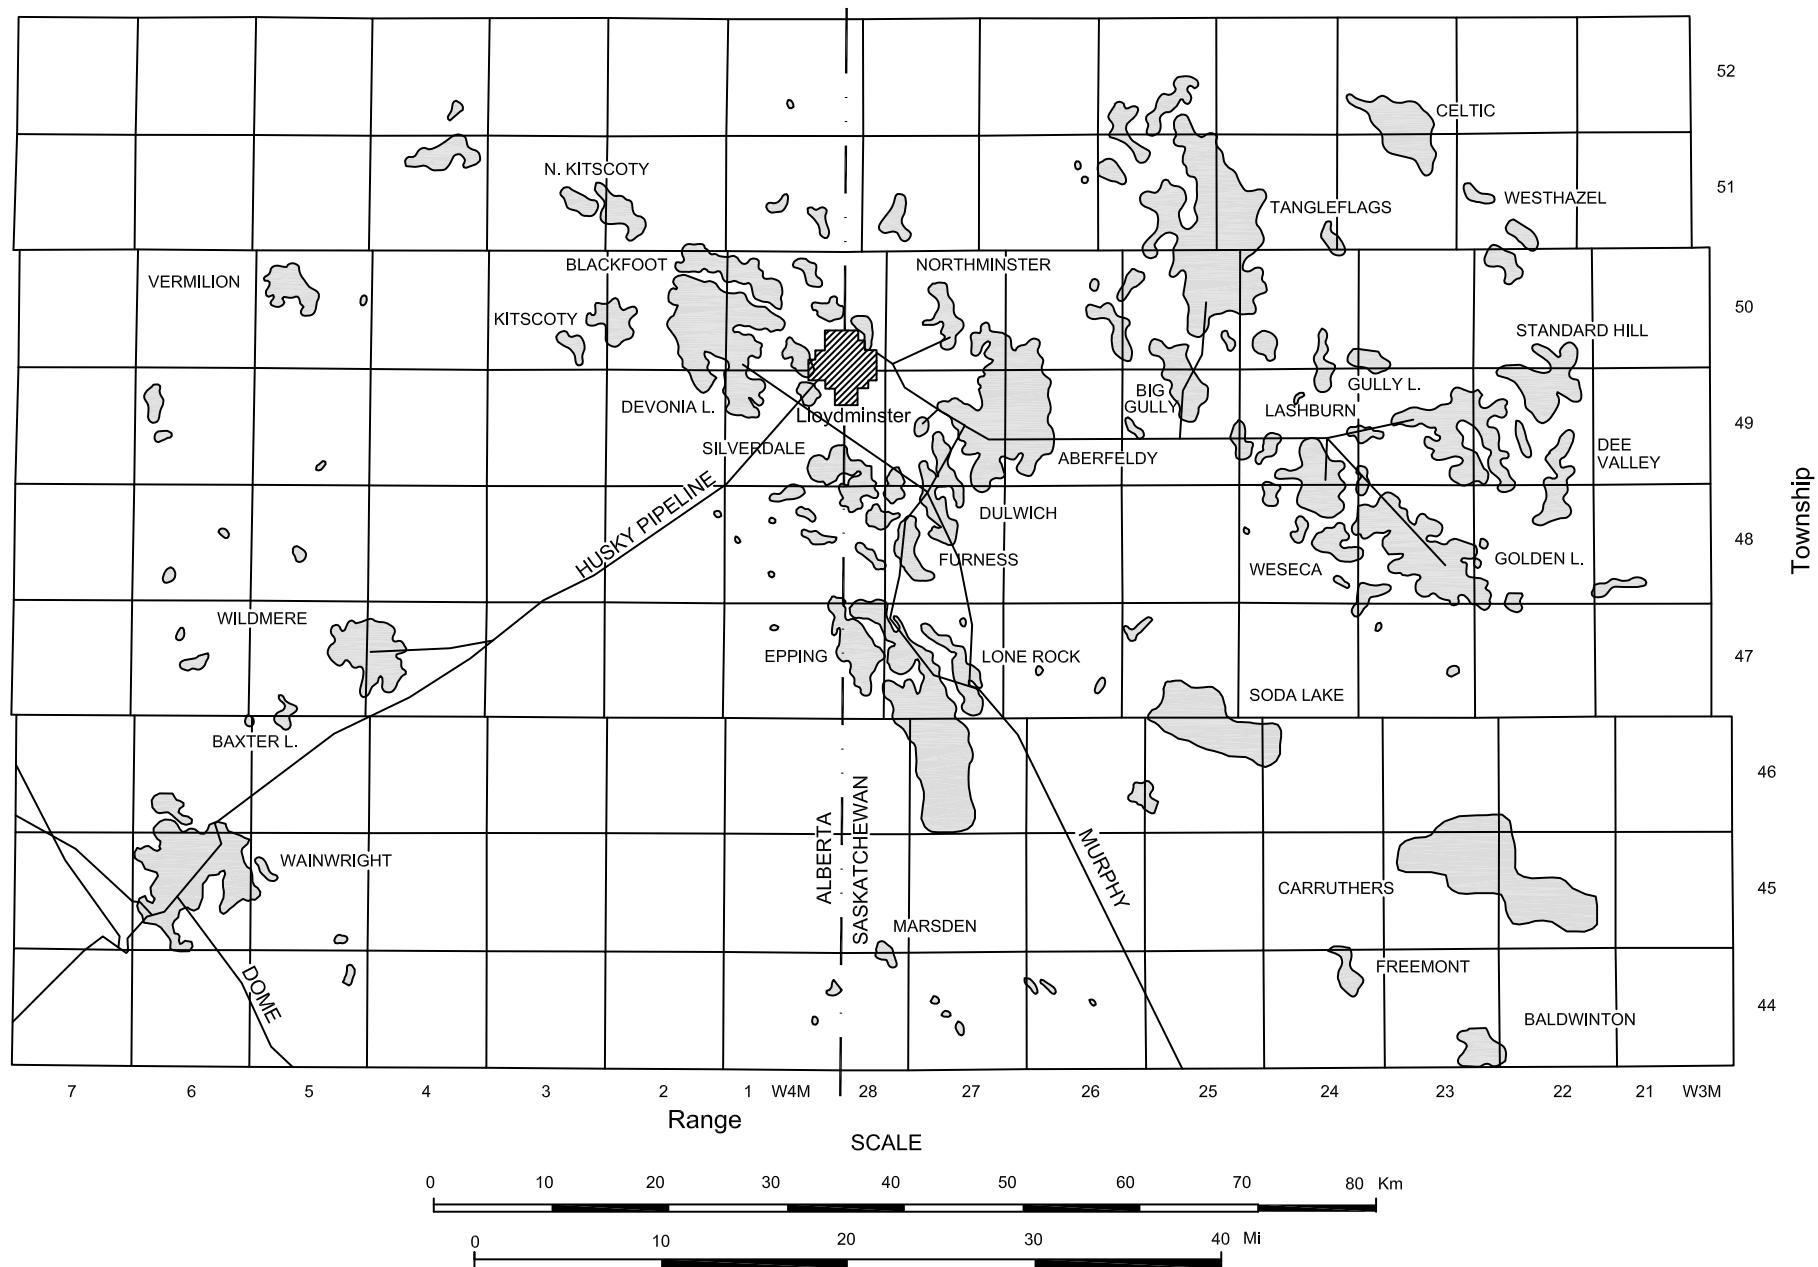 52
CELTIC
N. KITSCOTY
51
WESTHAZEL
TANGLEFLAGS
BLACKFOOT
NORTHMINSTER
VERMILION
50
KITSCOTY
STANDARD HILL
GULLY L.
BIG
GULLY
DEVONIA L.
LASHBURN
Lloydminster
49
SILVERDALE
DEE
VALLEY
ABERFELDY
HUSKY PIPELINE
DULWICH
Township
48
FURNESS
WESECA
GOLDEN L.
WILDMERE
EPPING
LONE ROCK
47
SODA LAKE
BAXTER L.
46
ALBERTA
SASKATCHEWAN
MURPHY
WAINWRIGHT
CARRUTHERS
45
MARSDEN
FREEMONT
DOME
44
BALDWINTON
7 6 5 4 3 2 1 W4M 28 27 26 25 24 23 22 21 W3M
Range
SCALE
0 10 20 30 40 50 60 70 80 Km
0 10 20 30 40 Mi